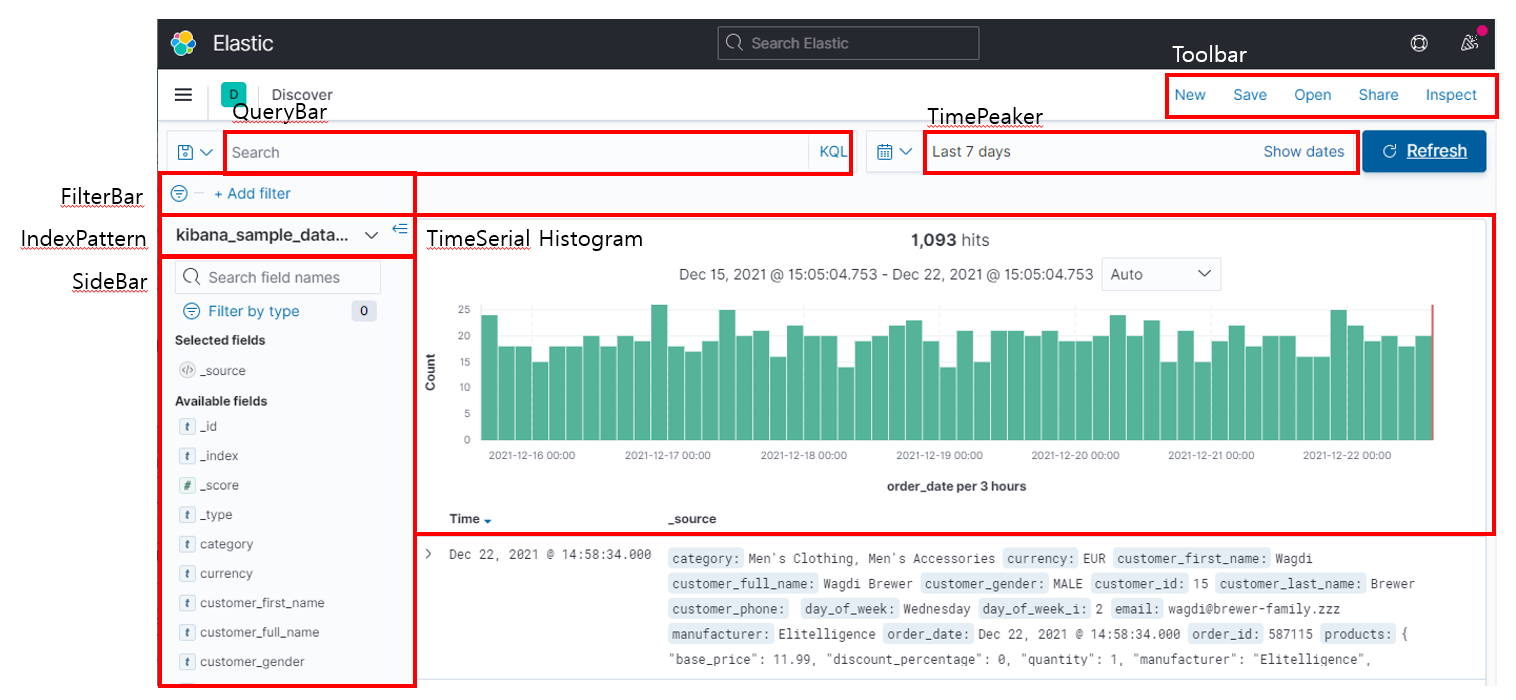 Elastic
Search Elastic
Toolbar
D
Discover
New Save Open Share Inspect
QueryBar
TimePeaker
Search
KQL
Last 7 days
Show dates
Refresh
FilterBar
+ Add filter
IndexPattern
kibana_sample_data...
TimeSerial Histogram
1,093 hits
SideBar
Search field names
Filter by type 0
Selected fields
_source
Available fields
t _id
t _index
# _score
t _type
t category
t currency
t customer_first_name
t customer_full_name
t customer_gender
Dec 15, 2021 @ 15:05:04.753 - Dec 22, 2021 @ 15:05:04.753
Auto
Count
25
20
15
10
5
0
2021-12-16 00:00 2021-12-17 00:00 2021-12-18 00:00 2021-12-19 00:00 2021-12-20 00:00 2021-12-21 00:00 2021-12-22 00:00
order_date per 3 hours
Time _source
Dec 22, 2021 @ 14:58:34.000
category: Men's Clothing, Men's Accessories currency: EUR customer_first_name: Wagdi
customer_full_name: Wagdi Brewer customer_gender: MALE customer_id: 15 customer_last_name: Brewer
customer_phone: day_of_week: Wednesday day_of_week_i: 2 email: wagdi@brewer-family.zzz
manufacturer: Elitelligence order_date: Dec 22, 2021 @ 14:58:34.000 order_id: 587115 products: {
"base_price": 11.99, "discount_percentage": 0, "quantity": 1, "manufacturer": "Elitelligence",